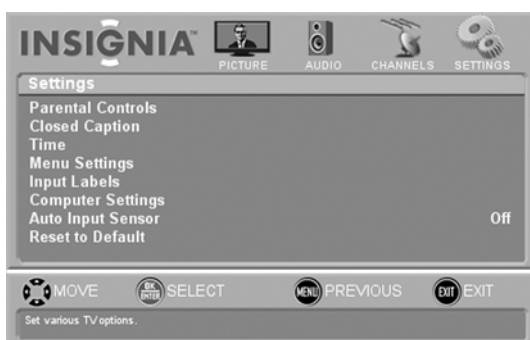 INSIGNIA™
PICTURE AUDIO CHANNELS SETTINGS
Settings
Parental Controls
Closed Caption
Time
Menu Settings
Input Labels
Computer Settings
Auto Input Sensor Off
Reset to Default
MOVE OK ENTER SELECT MENU PREVIOUS EXIT EXIT
Set various TV options.